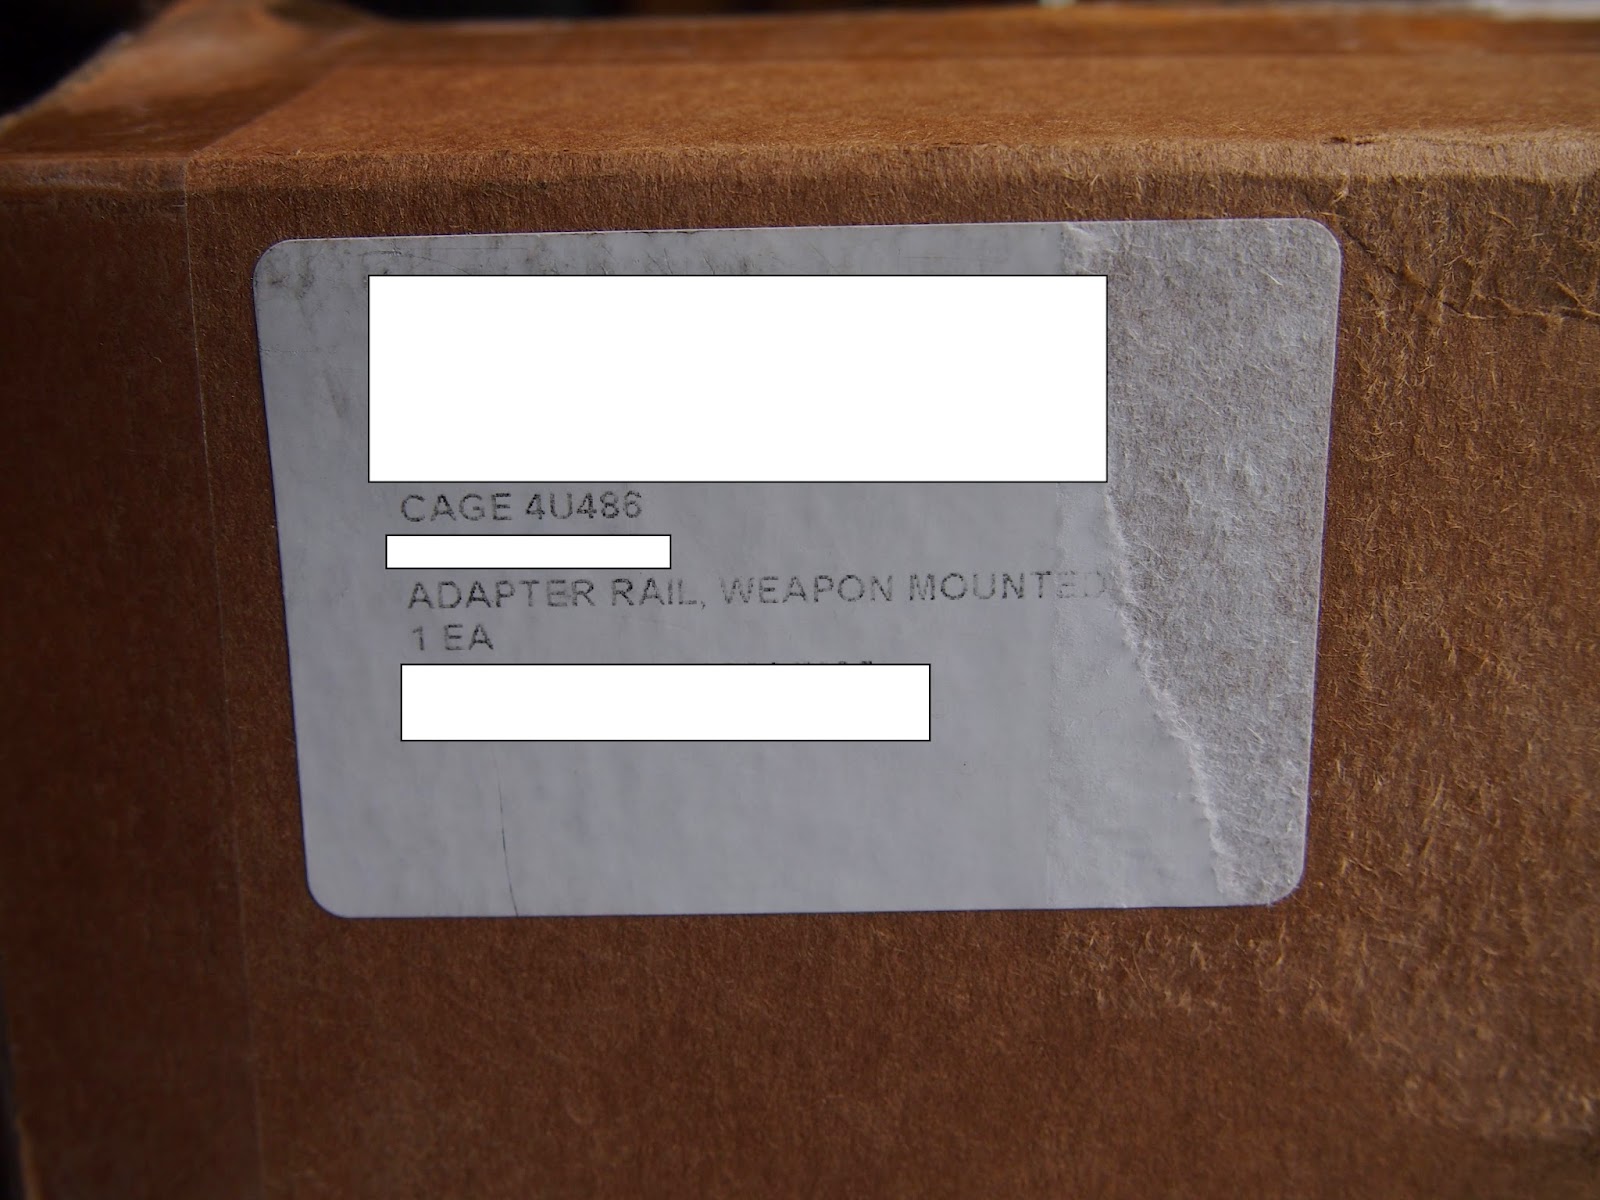 CAGE 4U486
ADAPTER RAIL, WEAPON MOUNTED
1 EA